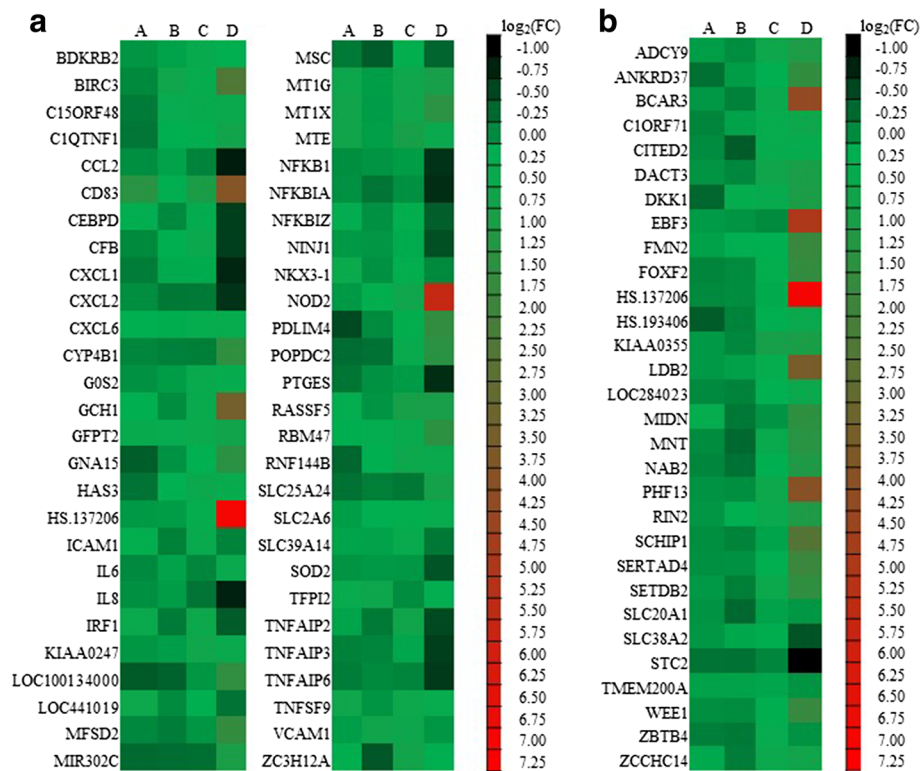 a
A B C D
BDKRB2
BIRC3
C15ORF48
C1QTNF1
CCL2
CD83
CEBPD
CFB
CXCL1
CXCL2
CXCL6
CYP4B1
G0S2
GCH1
GFPT2
GNA15
HAS3
HS.137206
ICAM1
IL6
IL8
IRF1
KIAA0247
LOC100134000
LOC441019
MFSD2
MIR302C
A B C D
MSC
MT1G
MT1X
MTE
NFKB1
NFKBIA
NFKBIZ
NINJ1
NKX3-1
NOD2
PDLIM4
POPDC2
PTGES
RASSF5
RBM47
RNF144B
SLC25A24
SLC2A6
SLC39A14
SOD2
TFPI2
TNFAIP2
TNFAIP3
TNFAIP6
TNFSF9
VCAM1
ZC3H12A
log2(FC)
-1.00
-0.75
-0.50
-0.25
0.00
0.25
0.50
0.75
1.00
1.25
1.50
1.75
2.00
2.25
2.50
2.75
3.00
3.25
3.50
3.75
4.00
4.25
4.50
4.75
5.00
5.25
5.50
5.75
6.00
6.25
6.50
6.75
7.00
7.25
b
A B C D
ADCY9
ANKRD37
BCAR3
C1ORF71
CITED2
DACT3
DKK1
EBF3
FMN2
FOXF2
HS.137206
HS.193406
KIAA0355
LDB2
LOC284023
MIDN
MNT
NAB2
PHF13
RIN2
SCHIP1
SERTAD4
SETDB2
SLC20A1
SLC38A2
STC2
TMEM200A
WEE1
ZBTB4
ZCCHC14
log2(FC)
-1.00
-0.75
-0.50
-0.25
0.00
0.25
0.50
0.75
1.00
1.25
1.50
1.75
2.00
2.25
2.50
2.75
3.00
3.25
3.50
3.75
4.00
4.25
4.50
4.75
5.00
5.25
5.50
5.75
6.00
6.25
6.50
6.75
7.00
7.25